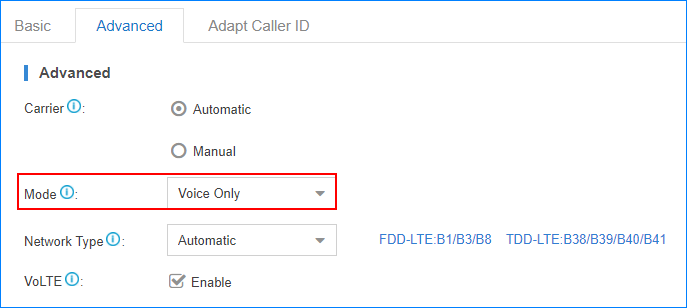 Basic Advanced Adapt Caller ID
Advanced
Carrier : Automatic
Manual
Mode : Voice Only
Network Type : Automatic FDD-LTE:B1/B3/B8 TDD-LTE:B38/B39/B40/B41
VoLTE : Enable